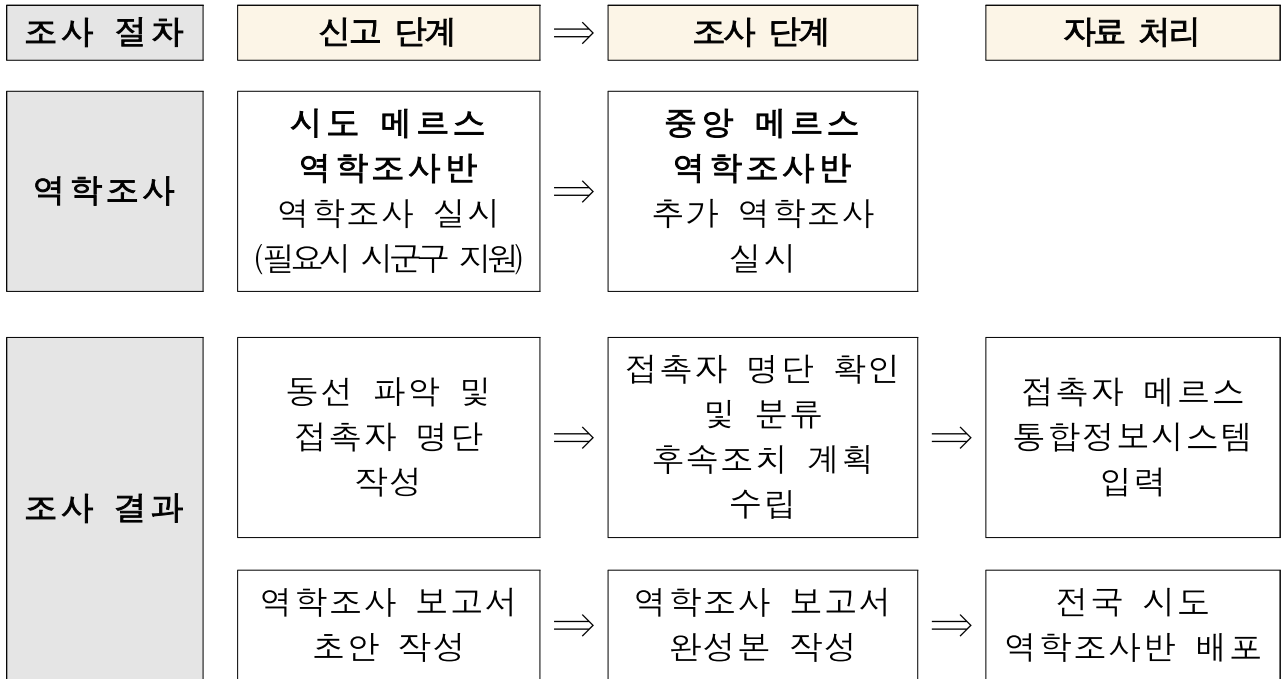 조사 절차
신고 단계
⇒
조사 단계
자료 처리
역학조사
시도 메르스
역학조사반
역학조사 실시
(필요시 시군구 지원)
⇒
중앙 메르스
역학조사반
추가 역학조사
실시
조사 결과
동선 파악 및
접촉자 명단
작성
⇒
접촉자 명단 확인
및 분류
후속조치 계획
수립
⇒
접촉자 메르스
통합정보시스템
입력
역학조사 보고서
초안 작성
⇒
역학조사 보고서
완성본 작성
⇒
전국 시도
역학조사반 배포